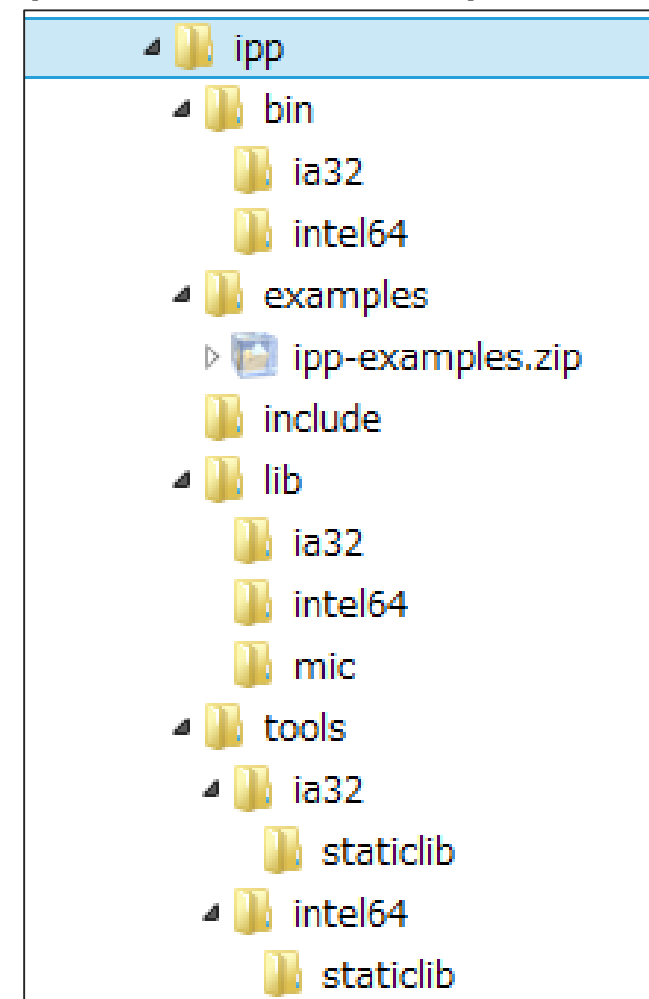 ipp
bin
ia32
intel64
examples
ipp-examples.zip
include
lib
ia32
intel64
mic
tools
ia32
staticlib
intel64
staticlib